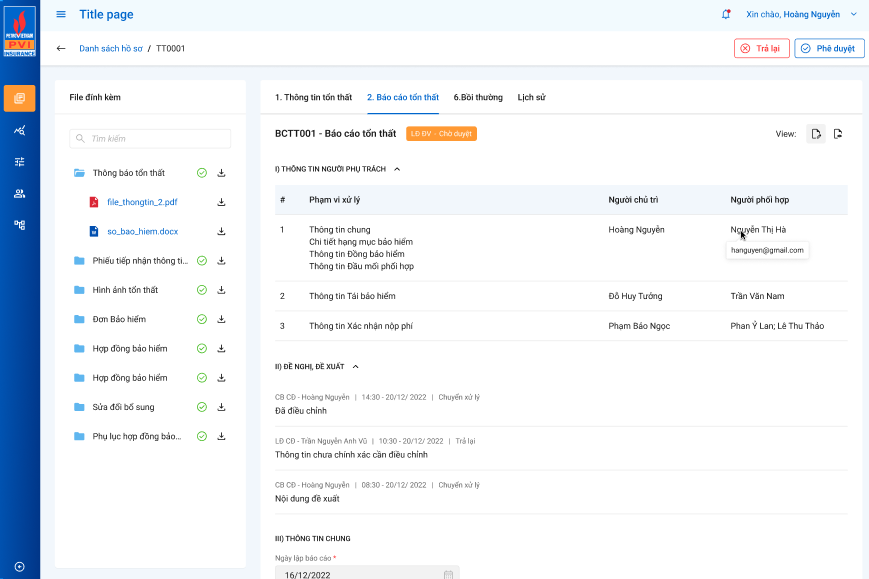 PETROVIETNAM
PVI
INSURANCE
Title page
Xin chào, Hoàng Nguyên
Danh sách hồ sơ / TT0001
Trả lại
Phê duyệt
File đính kèm
Tìm kiếm
Thông báo tổn thất
file_thongtin_2.pdf
so_bao_hiem.docx
Phiếu tiếp nhận thông ti...
Hình ảnh tổn thất
Đơn Bảo hiểm
Hợp đồng bảo hiểm
Hợp đồng bảo hiểm
Sửa đổi bổ sung
Phụ lục hợp đồng bảo...
1. Thông tin tổn thất
2. Báo cáo tổn thất
6.Bồi thường
Lịch sử
BCTT001 - Báo cáo tổn thất
LĐ ĐV - Chờ duyệt
View:
I) THÔNG TIN NGƯỜI PHỤ TRÁCH
# Phạm vi xử lý Người chủ trì Người phối hợp
1 Thông tin chung Hoàng Nguyên Nguyễn Thị Hà
Chi tiết hạng mục bảo hiểm
Thông tin Đồng bảo hiểm
Thông tin Đầu mối phối hợp
hanguyen@gmail.com
2 Thông tin Tái bảo hiểm Đỗ Huy Tưởng Trần Văn Nam
3 Thông tin Xác nhận nộp phí Phạm Bảo Ngọc Phan Ý Lan; Lê Thu Thảo
II) ĐỀ NGHỊ, ĐỀ XUẤT
CB CĐ - Hoàng Nguyên | 14:30 - 20/12/ 2022 | Chuyển xử lý
Đã điều chỉnh
LĐ CĐ - Trần Nguyên Anh Vũ | 10:30 - 20/12/ 2022 | Trả lại
Thông tin chưa chính xác cần điều chỉnh
CB CĐ - Hoàng Nguyên | 08:30 - 20/12/ 2022 | Chuyển xử lý
Nội dung đề xuất
III) THÔNG TIN CHUNG
Ngày lập báo cáo *
16/12/2022